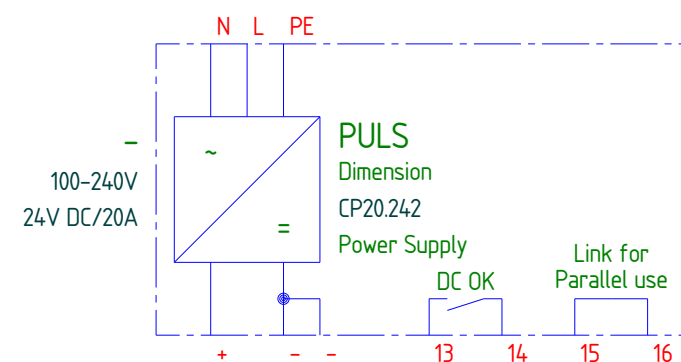 N L PE
–
100-240V
24V DC/20A
~
=
PULS
Dimension
CP20.242
Power Supply
DC OK
Link for
Parallel use
+ - - 13 14 15 16